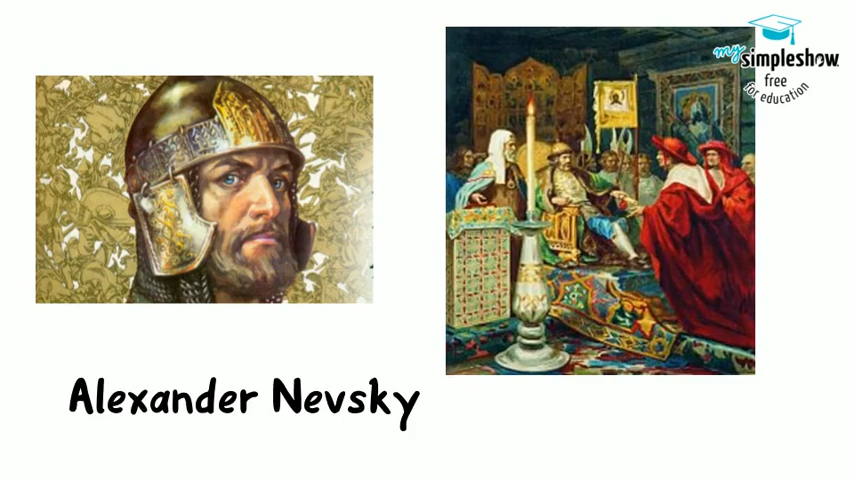 my
simpleshow
free
for education
Alexander Nevsky